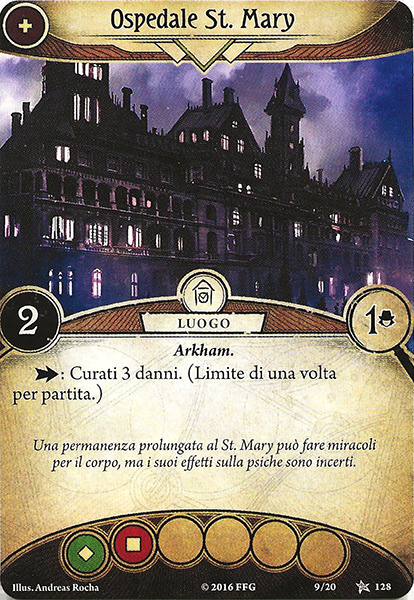 Ospedale St. Mary
2
LUOGO
1
Arkham.
: Curati 3 danni. (Limite di una volta
per partita.)
Una permanenza prolungata al St. Mary può fare miracoli
per il corpo, ma i suoi effetti sulla psiche sono incerti.
Illus. Andreas Rocha © 2016 FFG 9/20 128